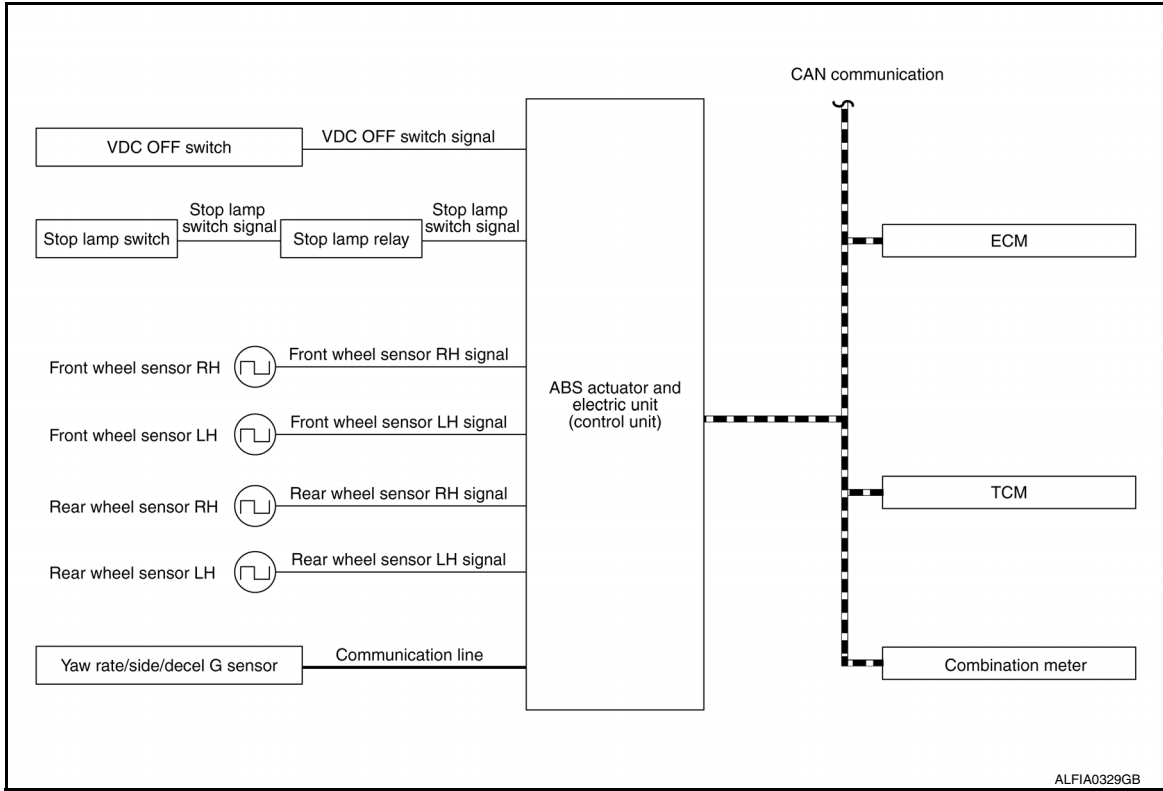 CAN communication
VDC OFF switch
VDC OFF switch signal
Stop lamp switch
Stop lamp
switch signal
Stop lamp relay
Stop lamp
switch signal
ECM
Front wheel sensor RH
Front wheel sensor RH signal
ABS actuator and
electric unit
(control unit)
Front wheel sensor LH
Front wheel sensor LH signal
Rear wheel sensor RH
Rear wheel sensor RH signal
TCM
Rear wheel sensor LH
Rear wheel sensor LH signal
Yaw rate/side/decel G sensor
Communication line
Combination meter
ALFIA0329GB